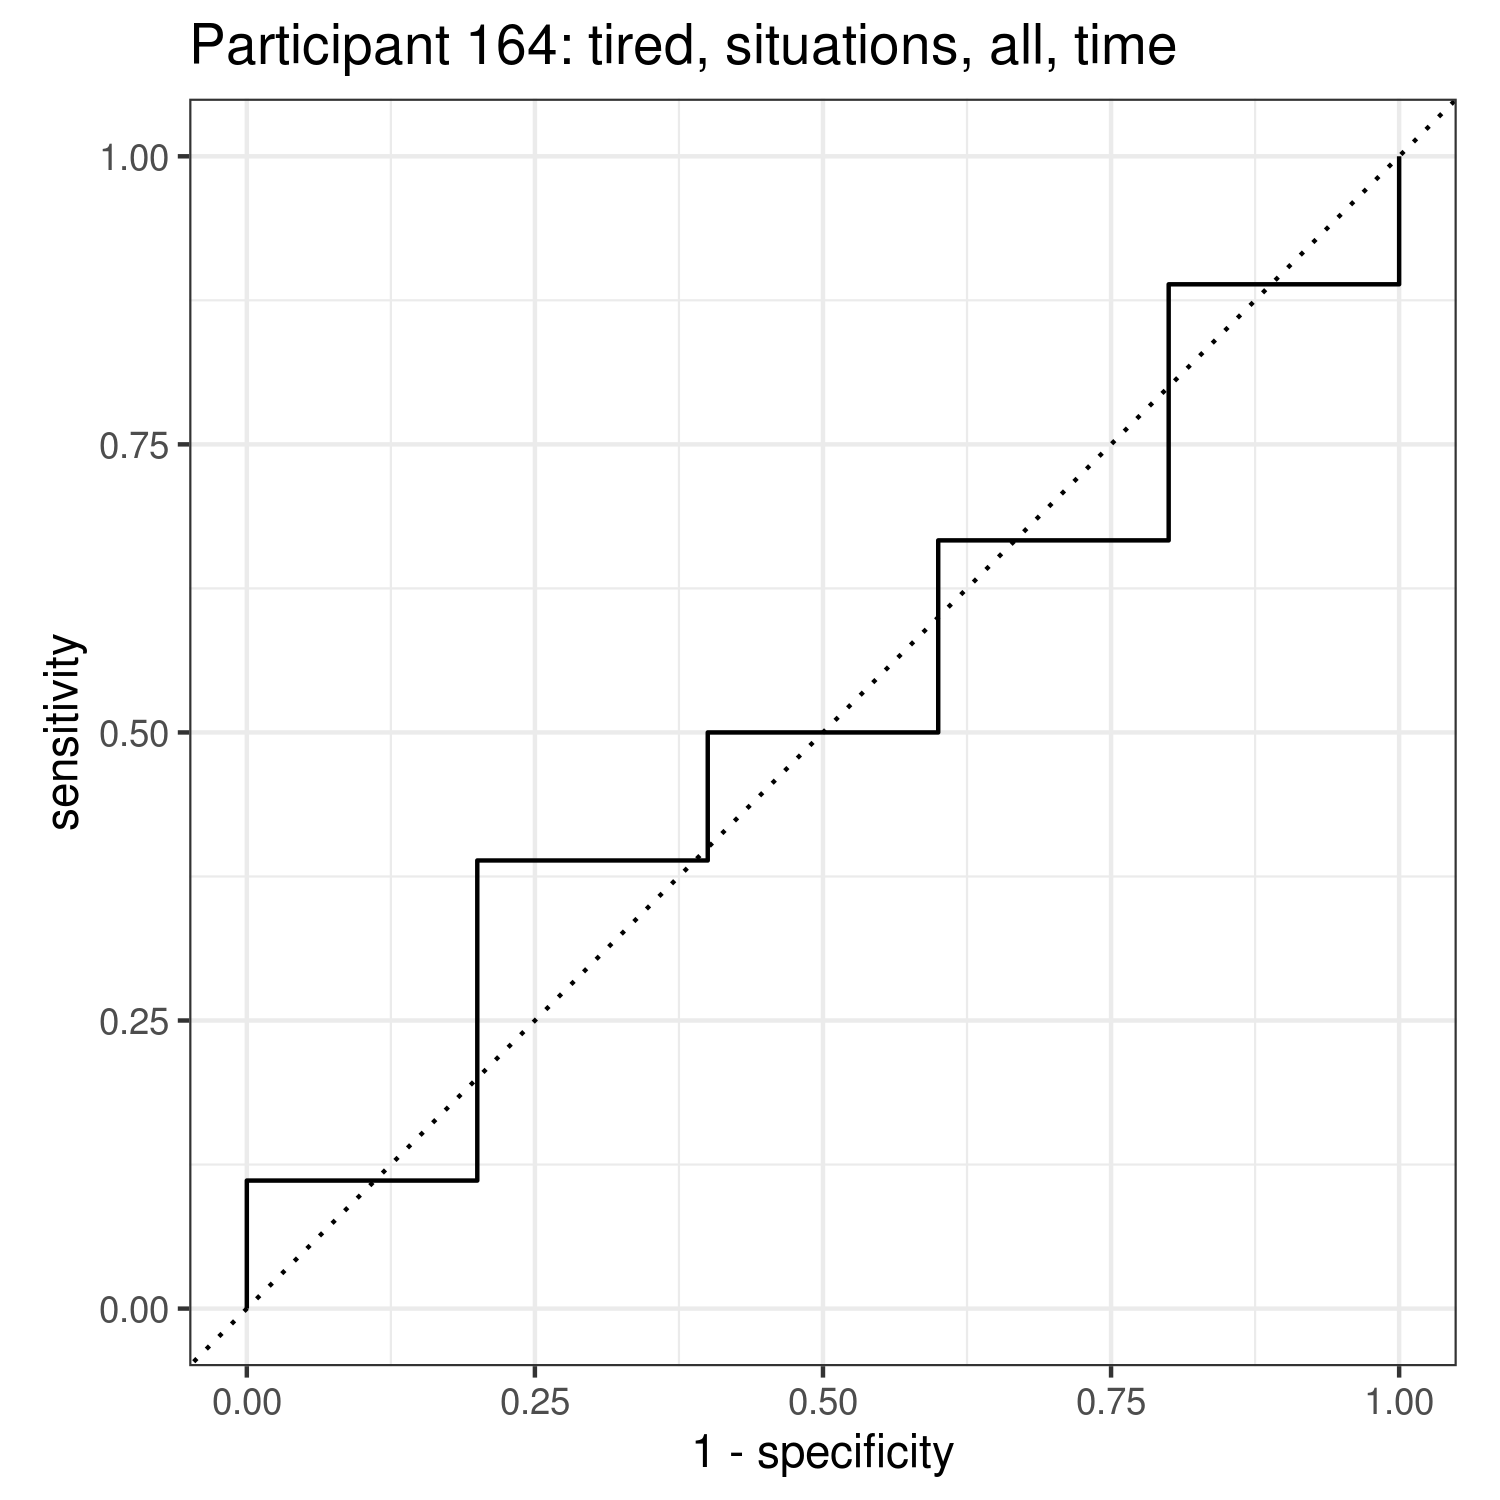 Participant 164: tired, situations, all, time
1.00
0.75
0.50
0.25
0.00
sensitivity
0.00 0.25 0.50 0.75 1.00
1 - specificity